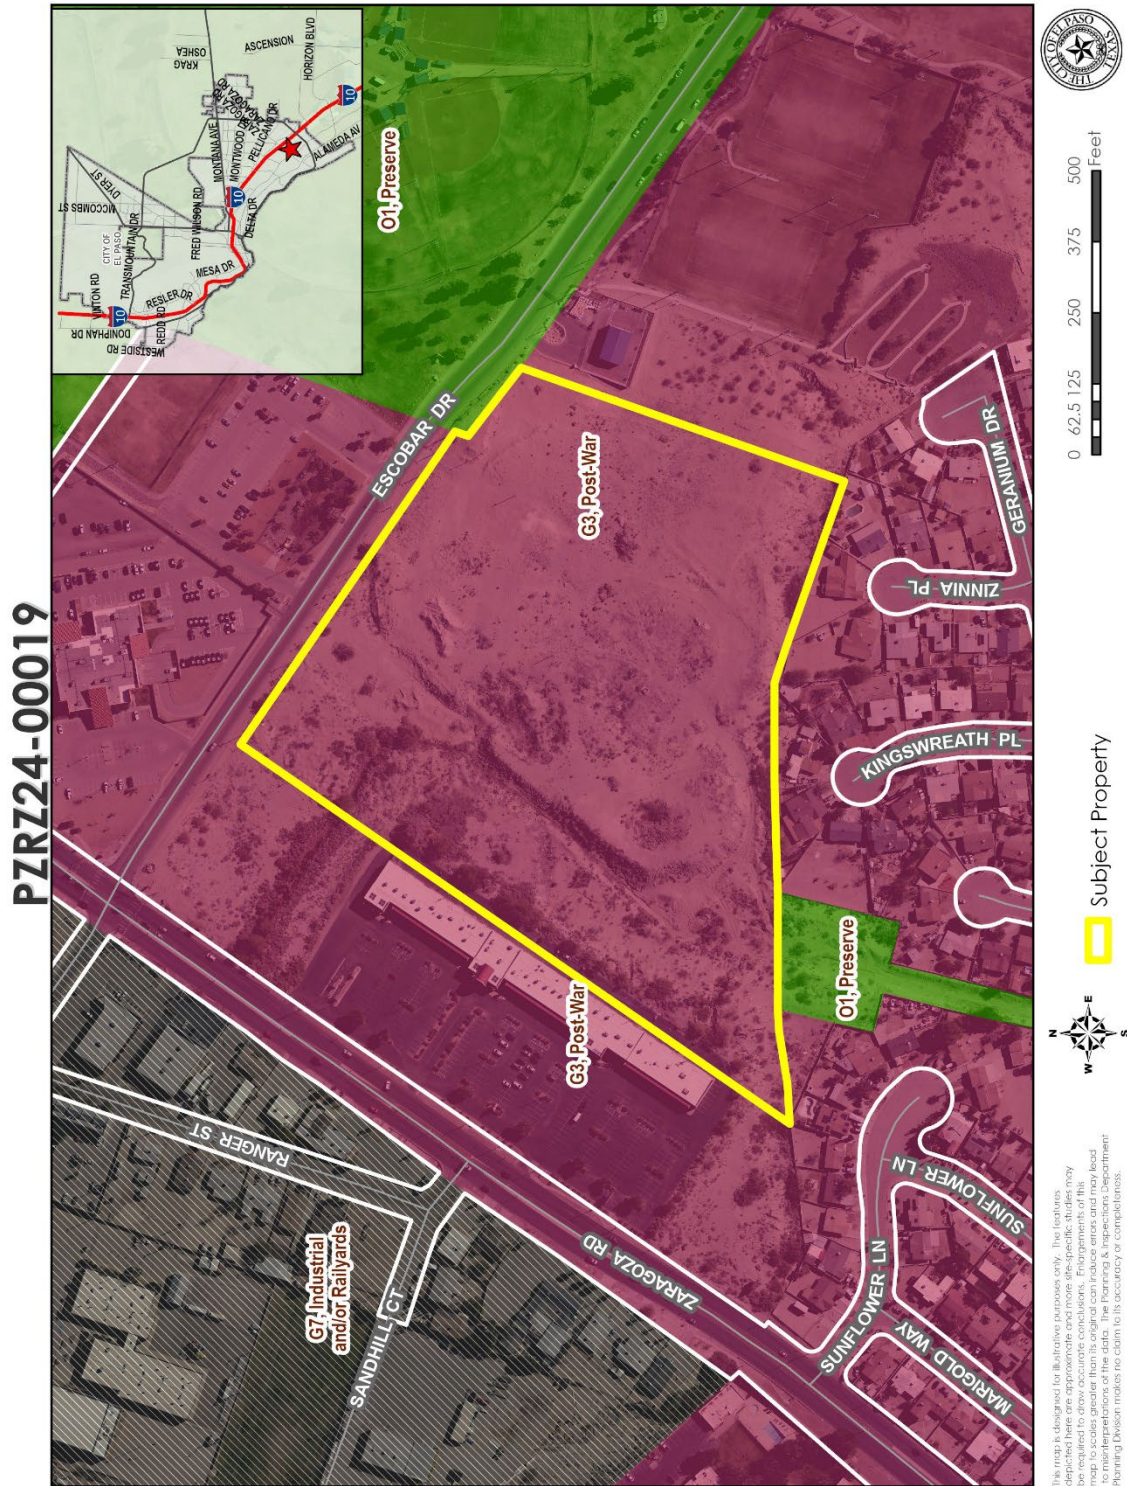 PZRZ24-00019
VINTON RD
DONIPHAN DR
WESTSIDE RD
REDD RD
RESLER DR
TRANSMOUNTAIN DR
MESA DR
CITY OF
EL PASO
MCCOMBS ST
DYER ST
FRED WILSON RD
DELTA DR
MONTANA AVE
MONTWOOD
PELLICANO DR
ZARAGOZA RD
ALAMEDA AV
KRAG
OSHEA
ASCENSION
HORIZON BLVD
10
10
10
O1, Preserve
ESCOBAR DR
G3, Post-War
RANGER ST
G7, Industrial
and/or Railyards
SANDHILL CT
ZARAGOZA RD
G3, Post-War
O1, Preserve
SUNFLOWER LN
SUNFLOWER LN
MARIGOLD WAY
KINGSWREATH PL
ZINNIA PL
GERANIUM DR
This map is designed for illustrative purposes only. The features
depicted here are approximate and more site-specific studies may
be required to draw accurate conclusions. Enlargements of this
map to scales greater than its original can induce errors and may lead
to misinterpretations of the data. The Planning & Inspections Department
Planning Division makes no claim to its accuracy or completeness.
N
W
E
S
Subject Property
0 62.5 125 250 375 500
Feet
THE CITY OF EL PASO TEXAS